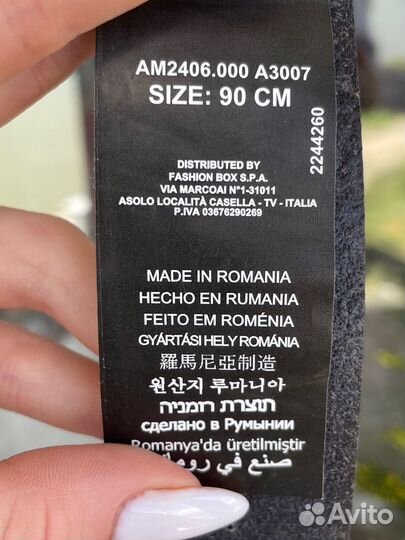 AM2406.000 A3007
SIZE: 90 CM
2244260
DISTRIBUTED BY
FASHION BOX S.P.A.
VIA MARCOAI N°1-31011
ASOLO LOCALITÀ CASELLA - TV - ITALIA
P.IVA 03676290269
MADE IN ROMANIA
HECHO EN RUMANIA
FEITO EM ROMÉNIA
GYÁRTÁSI HELY ROMÁNIA
羅馬尼亞制造
원산지 루마니아
תוצרת רומניה
сделано в Румынии
Romanya'da üretilmiştir
صنع في
Avito